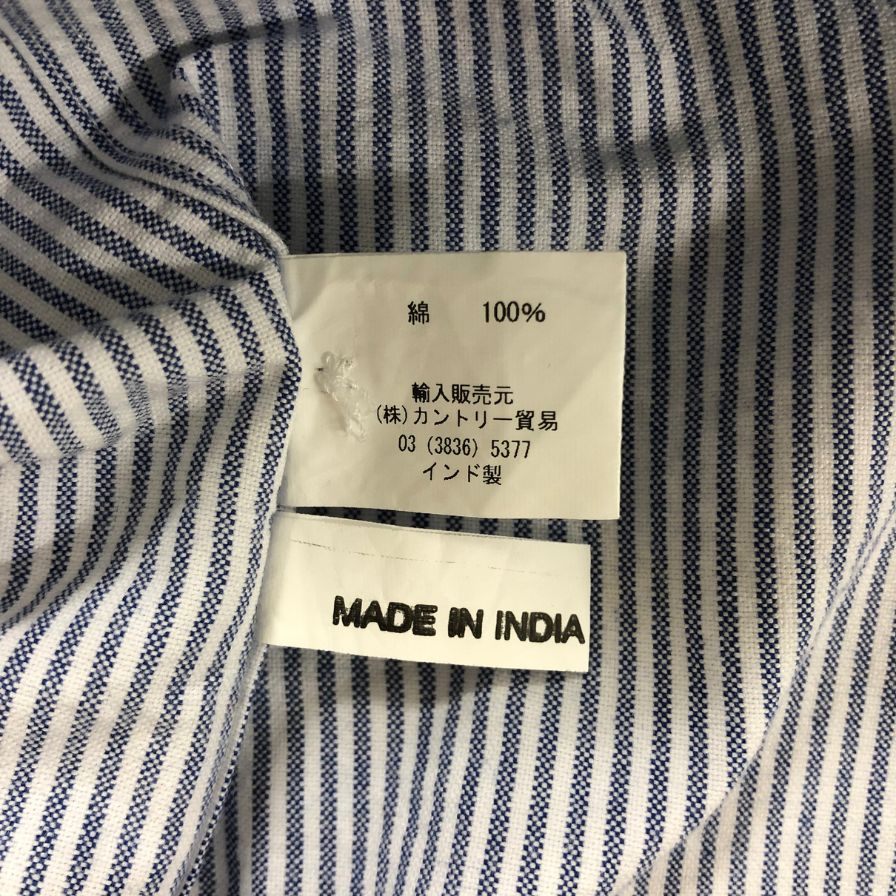 綿 100%
輸入販売元
(株)カントリー貿易
03 (3836) 5377
インド製
MADE IN INDIA